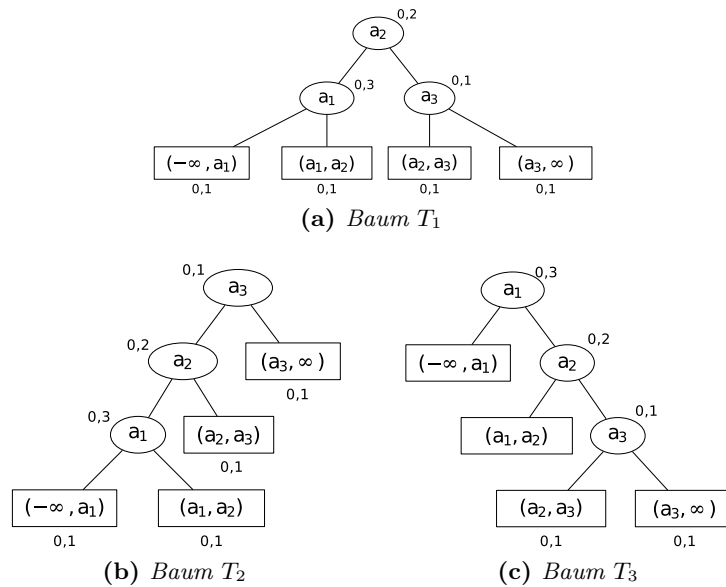 0,2
a₂
0,3
0,1
a₁
a₃
(−∞ ,a₁)
(a₁,a₂)
(a₂,a₃)
(a₃,∞)
0,1
0,1
0,1
0,1
(a) Baum T₁
0,1
a₃
0,2
a₂
(a₃,∞)
0,1
0,3
a₁
(a₂,a₃)
0,1
(−∞ ,a₁)
(a₁,a₂)
0,1
0,1
(b) Baum T₂
0,3
a₁
0,2
(−∞ ,a₁)
a₂
0,1
(a₁,a₂)
a₃
(a₂,a₃)
(a₃,∞)
0,1
0,1
(c) Baum T₃